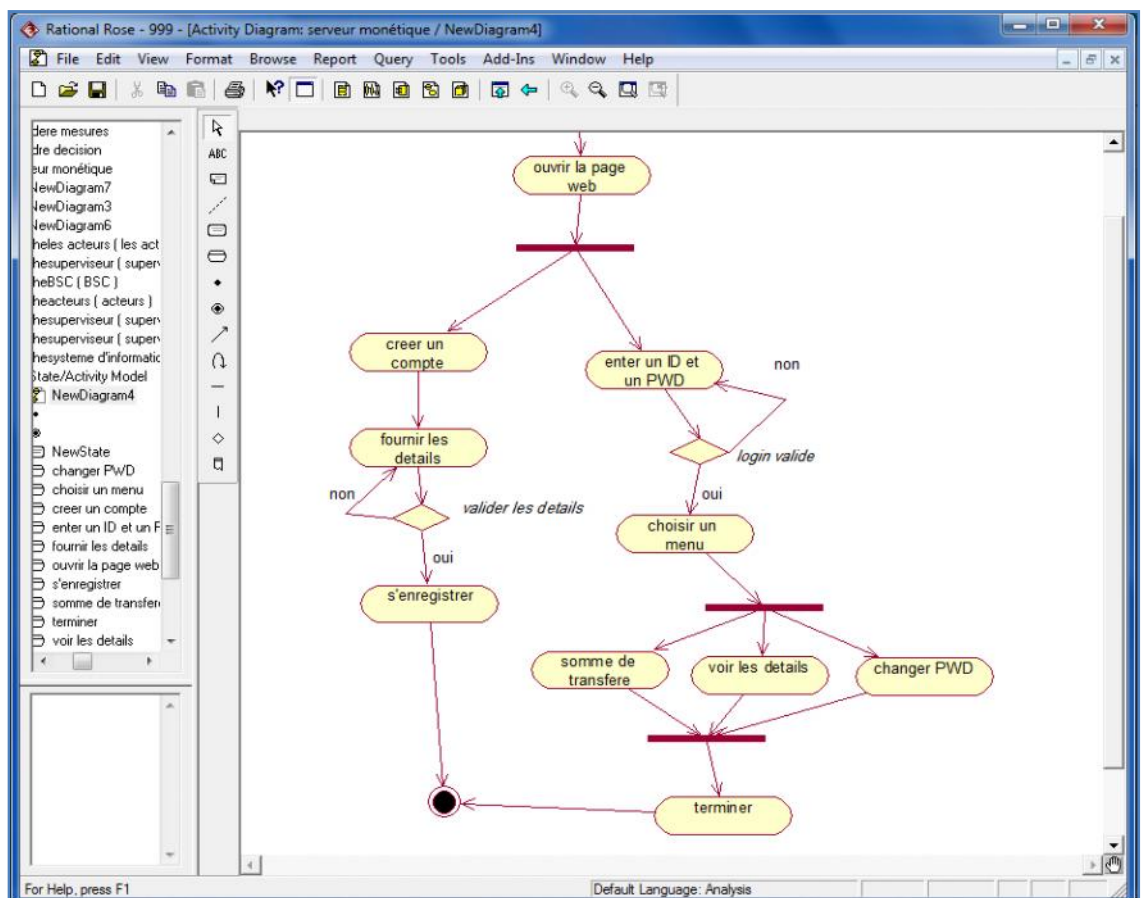 Rational Rose - 999 - [Activity Diagram: serveur monétique / NewDiagram4]
File Edit View Format Browse Report Query Tools Add-Ins Window Help
dere mesures
dre decision
eur monétique
NewDiagram7
NewDiagram3
NewDiagram6
heles acteurs ( les act
hesuperviseur ( super
heBSC ( BSC )
heacteurs ( acteurs )
hesuperviseur ( super
hesuperviseur ( super
hesysteme d'informatic
State/Activity Model
NewDiagram4
NewState
changer PWD
choisir un menu
creer un compte
enter un ID et un P
fournir les details
ouvrir la page web
s'enregistrer
somme de transfere
terminer
voir les details
ABC
ouvrir la page
web
creer un
compte
enter un ID et
un PWD
non
fournir les
details
login valide
non
valider les details
oui
choisir un
menu
oui
s'enregistrer
somme de
transfere
voir les details
changer PWD
terminer
For Help, press F1
Default Language: Analysis